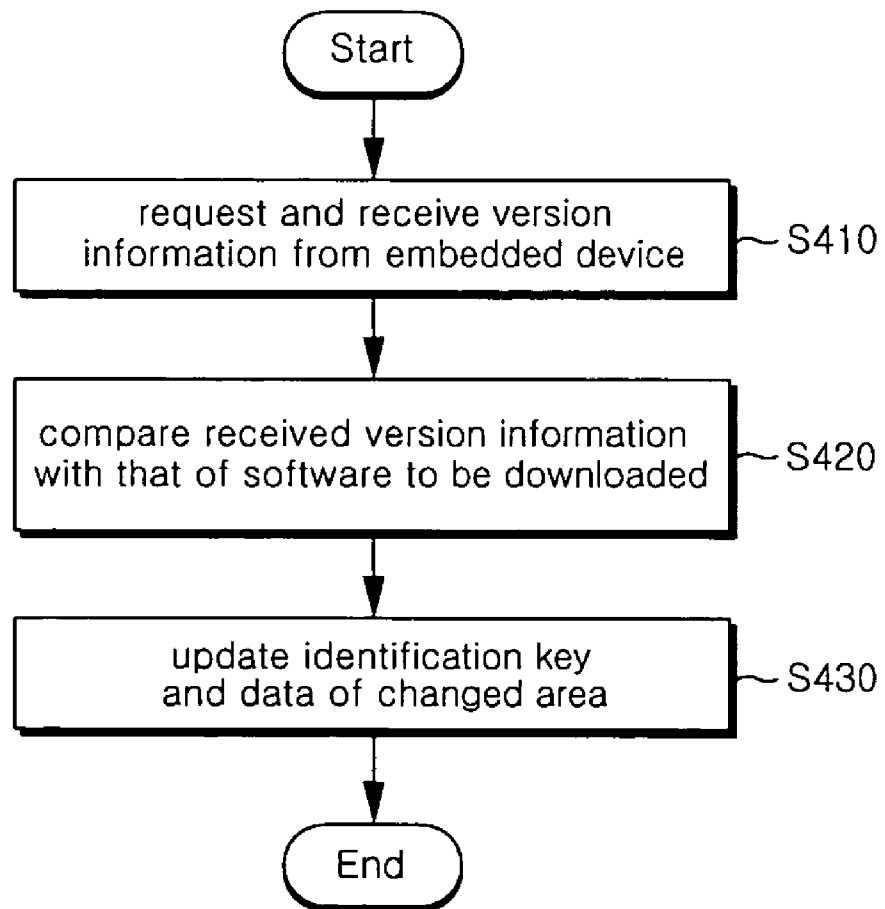 Start
request and receive version
information from embedded device
S410
compare received version information
with that of software to be downloaded
S420
update identification key
and data of changed area
S430
End